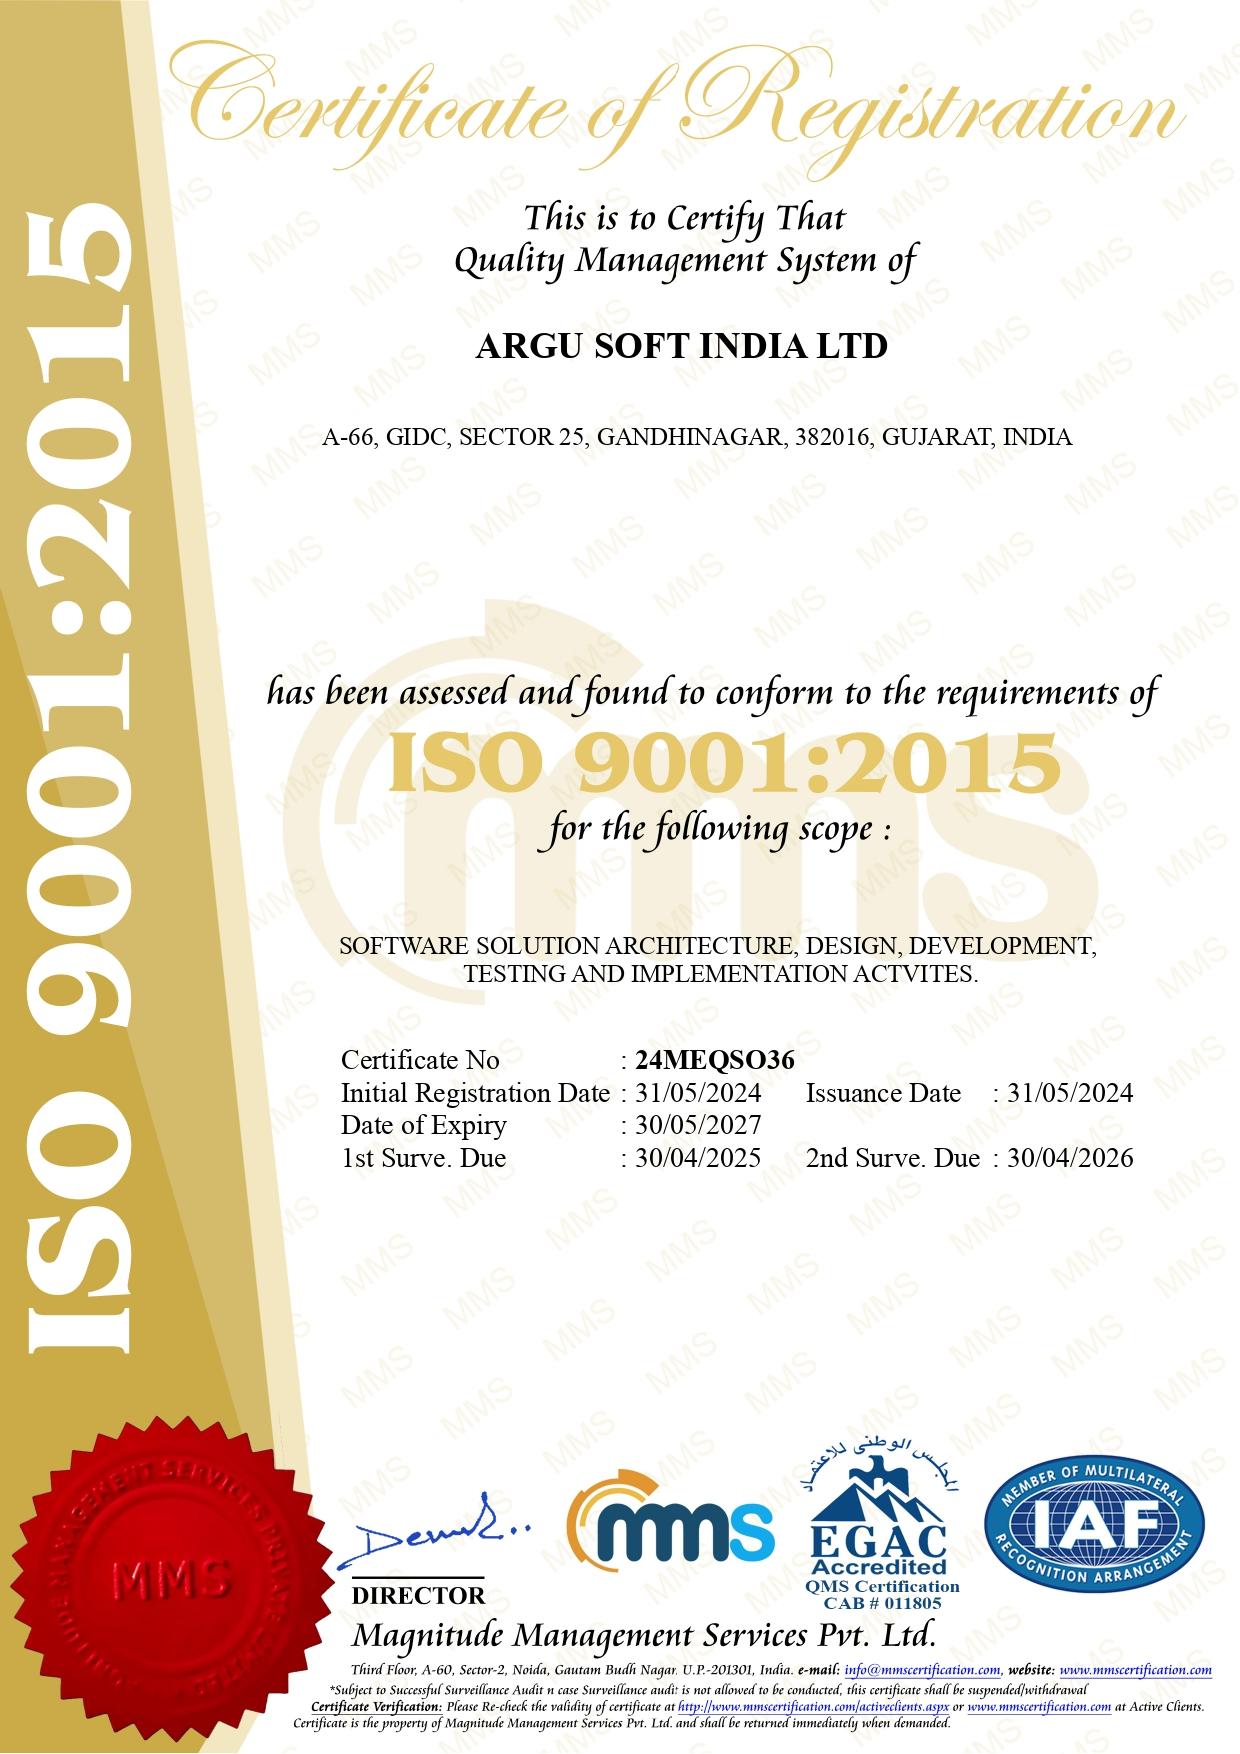 Certificate of Registration
This is to Certify That
Quality Management System of
ARGU SOFT INDIA LTD
A-66, GIDC, SECTOR 25, GANDHINAGAR, 382016, GUJARAT, INDIA
has been assessed and found to conform to the requirements of
ISO 9001:2015
for the following scope :
SOFTWARE SOLUTION ARCHITECTURE, DESIGN, DEVELOPMENT,
TESTING AND IMPLEMENTATION ACTVITES.
Certificate No : 24MEQSO36
Initial Registration Date : 31/05/2024 Issuance Date : 31/05/2024
Date of Expiry : 30/05/2027
1st Surve. Due : 30/04/2025 2nd Surve. Due : 30/04/2026
ISO 9001:2015
MANAGEMENT SERVICES PRIVATE LIMITED
MMS
DIRECTOR
mms
المجلس الوطنى للاعتماد
EGAC
Accredited
QMS Certification
CAB # 011805
MEMBER OF MULTILATERAL
IAF
RECOGNITION ARRANGEMENT
Magnitude Management Services Pvt. Ltd.
Third Floor, A-60, Sector-2, Noida, Gautam Budh Nagar. U.P.-201301, India. e-mail: info@mmscertification.com, website: www.mmscertification.com
*Subject to Successful Surveillance Audit n case Surveillance audit is not allowed to be conducted, this certificate shall be suspended/withdrawal
Certificate Verification: Please Re-check the validity of certificate at http://www.mmscertification.com/activeclients.aspx or www.mmscertification.com at Active Clients.
Certificate is the property of Magnitude Management Services Pvt. Ltd. and shall be returned immediately when demanded.